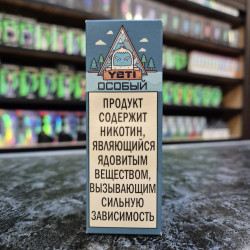 YETI
ОСОБЫЙ
ПРОДУКТ
СОДЕРЖИТ
НИКОТИН,
ЯВЛЯЮЩИЙСЯ
ЯДОВИТЫМ
ВЕЩЕСТВОМ,
ВЫЗЫВАЮЩИМ
СИЛЬНУЮ
ЗАВИСИМОСТЬ